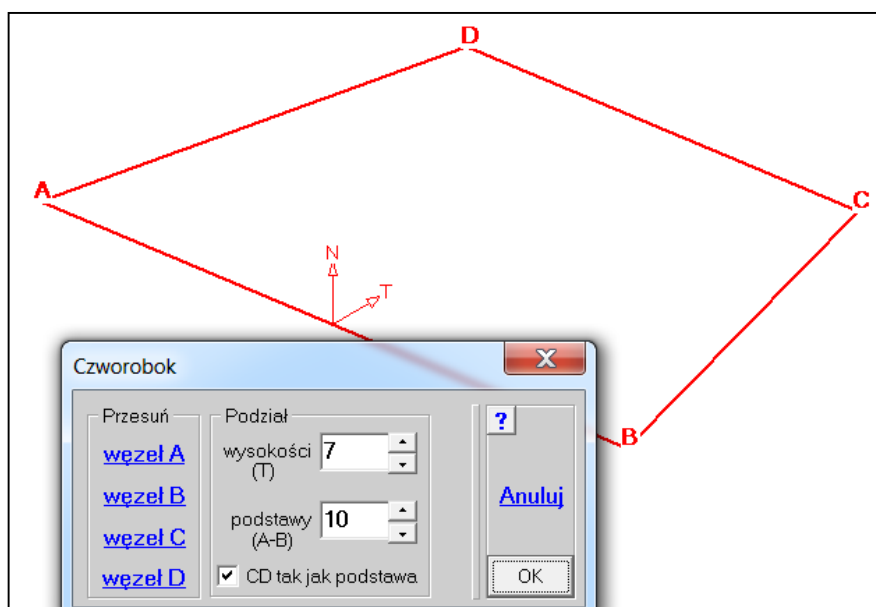 D
A
C
N
T
B
Czworobok
X
Przesuń
węzeł A
węzeł B
węzeł C
węzeł D
Podział
wysokości 7
(T)
podstawy 10
(A-B)
CD tak jak podstawa
?
Anuluj
OK